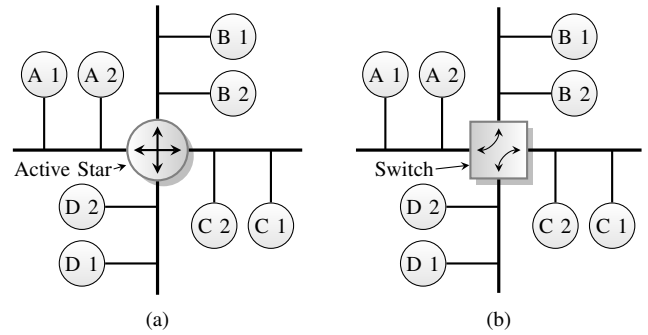 B 1
A 1 A 2
B 2
Active Star
D 2
C 2 C 1
D 1
(a)
B 1
A 1 A 2
B 2
Switch
D 2
C 2 C 1
D 1
(b)